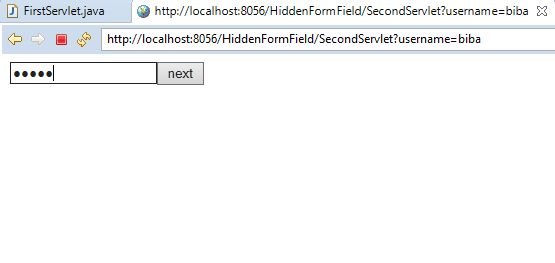 FirstServlet.java http://localhost:8056/HiddenFormField/SecondServlet?username=biba
http://localhost:8056/HiddenFormField/SecondServlet?username=biba
●●●●● next